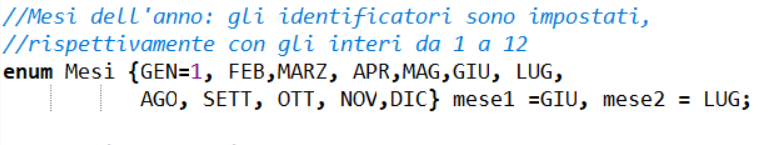 //Mesi dell'anno: gli identificatori sono impostati,
//rispettivamente con gli interi da 1 a 12
enum Mesi {GEN=1, FEB,MARZ, APR,MAG,GIU, LUG,
AGO, SETT, OTT, NOV,DIC} mese1 =GIU, mese2 = LUG;